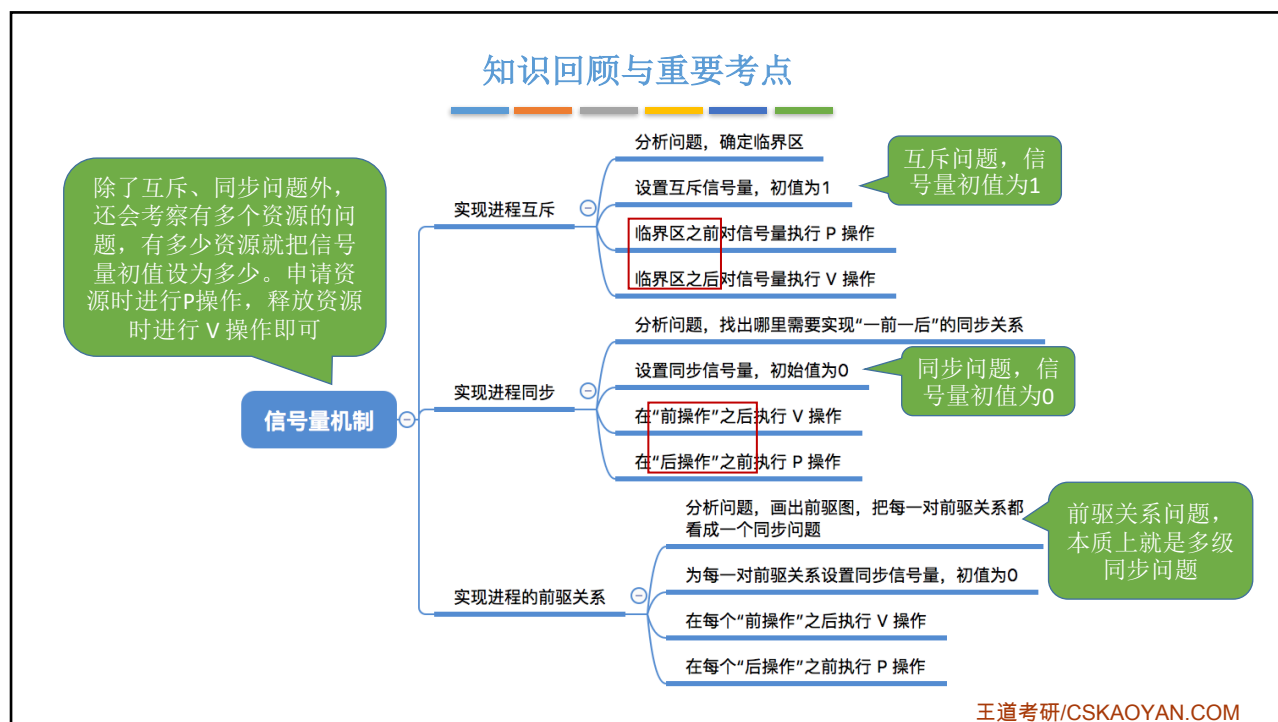 知识回顾与重要考点
除了互斥、同步问题外，
还会考察有多个资源的问
题，有多少资源就把信号
量初值设为多少。申请资
源时进行P操作，释放资源
时进行 V 操作即可
信号量机制
实现进程互斥
分析问题，确定临界区
设置互斥信号量，初值为1
临界区之前对信号量执行 P 操作
临界区之后对信号量执行 V 操作
互斥问题，信
号量初值为1
实现进程同步
分析问题，找出哪里需要实现“一前一后”的同步关系
设置同步信号量，初始值为0
在“前操作”之后执行 V 操作
在“后操作”之前执行 P 操作
同步问题，信
号量初值为0
实现进程的前驱关系
分析问题，画出前驱图，把每一对前驱关系都
看成一个同步问题
为每一对前驱关系设置同步信号量，初值为0
在每个“前操作”之后执行 V 操作
在每个“后操作”之前执行 P 操作
前驱关系问题，
本质上就是多级
同步问题
王道考研/CSKAOYAN.COM